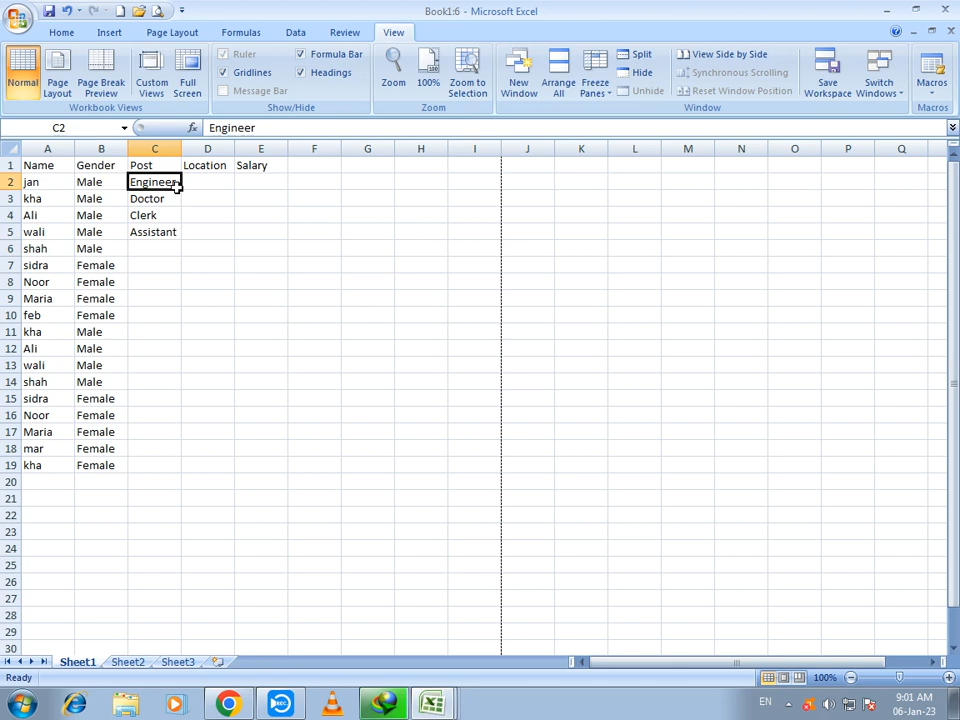 Book1:6 - Microsoft Excel
Home Insert Page Layout Formulas Data Review View
Normal Page Layout Page Break Preview Custom Views Full Screen
Workbook Views
Ruler Formula Bar
Gridlines Headings
Message Bar
Show/Hide
Zoom 100% Zoom to Selection
Zoom
New Window Arrange All Freeze Panes
Split
Hide
Unhide
View Side by Side
Synchronous Scrolling
Reset Window Position
Save Workspace Switch Windows
Window
Macros
Macros
C2 fx Engineer
A B C D E F G H I J K L M N O P Q
1 Name Gender Post Location Salary
2 jan Male Engineer
3 kha Male Doctor
4 Ali Male Clerk
5 wali Male Assistant
6 shah Male
7 sidra Female
8 Noor Female
9 Maria Female
10 feb Female
11 kha Male
12 Ali Male
13 wali Male
14 shah Male
15 sidra Female
16 Noor Female
17 Maria Female
18 mar Female
19 kha Female
20
21
22
23
24
25
26
27
28
29
30
Sheet1 Sheet2 Sheet3
Ready 100%
REC
EN 9:01 AM
06-Jan-23